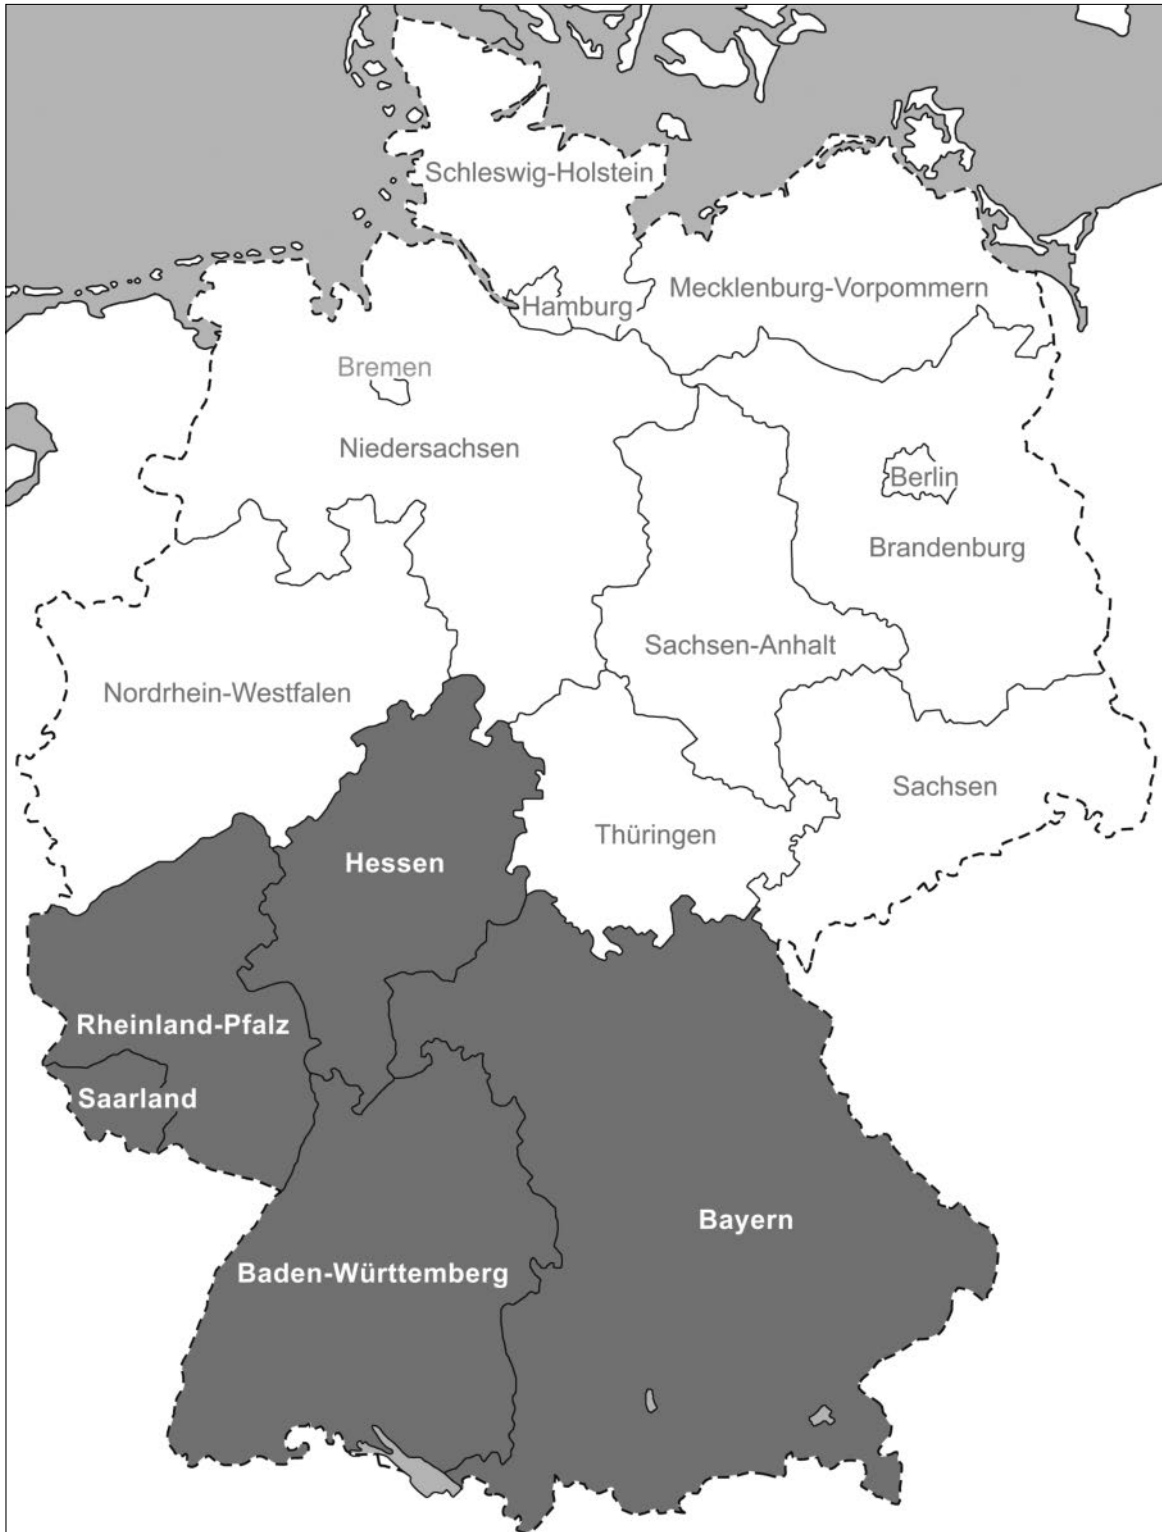 Schleswig-Holstein
Mecklenburg-Vorpommern
Hamburg
Bremen
Niedersachsen
Berlin
Brandenburg
Sachsen-Anhalt
Nordrhein-Westfalen
Sachsen
Thüringen
Hessen
Rheinland-Pfalz
Saarland
Bayern
Baden-Württemberg